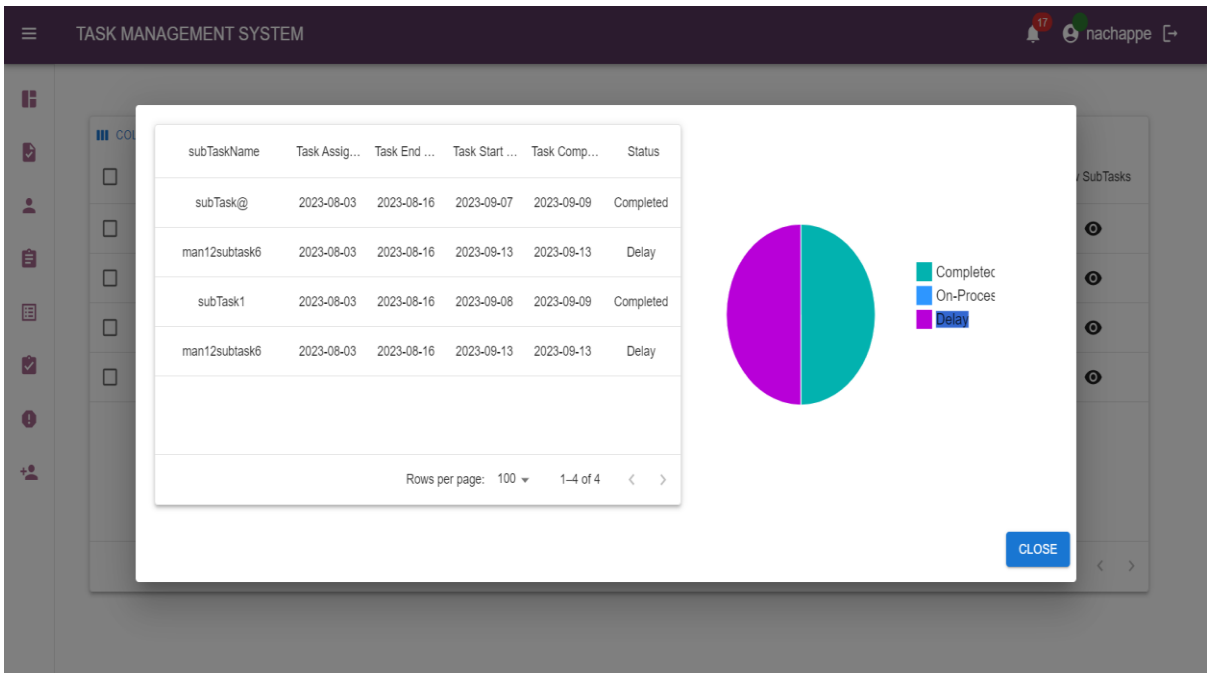 TASK MANAGEMENT SYSTEM 17 nachappe
COL
subTaskName Task Assig... Task End ... Task Start ... Task Comp... Status
/ SubTasks
subTask@ 2023-08-03 2023-08-16 2023-09-07 2023-09-09 Completed
man12subtask6 2023-08-03 2023-08-16 2023-09-13 2023-09-13 Delay
subTask1 2023-08-03 2023-08-16 2023-09-08 2023-09-09 Completed
man12subtask6 2023-08-03 2023-08-16 2023-09-13 2023-09-13 Delay
Completed
On-Proces
Delay
Rows per page: 100 1–4 of 4
CLOSE